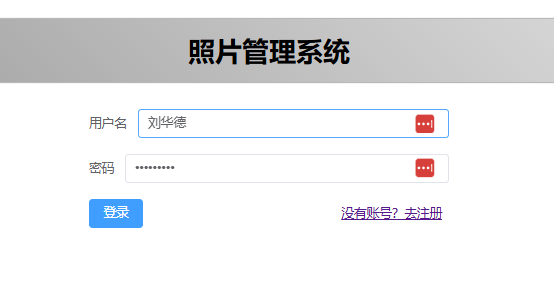 照片管理系统
用户名 刘华德
密码 •••••••••
登录 没有账号？去注册